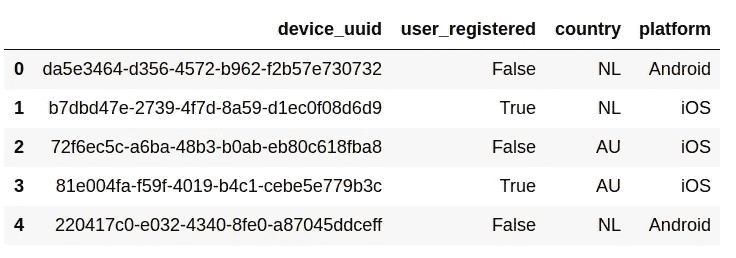 device_uuid user_registered country platform
0 da5e3464-d356-4572-b962-f2b57e730732 False NL Android
1 b7dbd47e-2739-4f7d-8a59-d1ec0f08d6d9 True NL iOS
2 72f6ec5c-a6ba-48b3-b0ab-eb80c618fba8 False AU iOS
3 81e004fa-f59f-4019-b4c1-cebe5e779b3c True AU iOS
4 220417c0-e032-4340-8fe0-a87045ddceff False NL Android